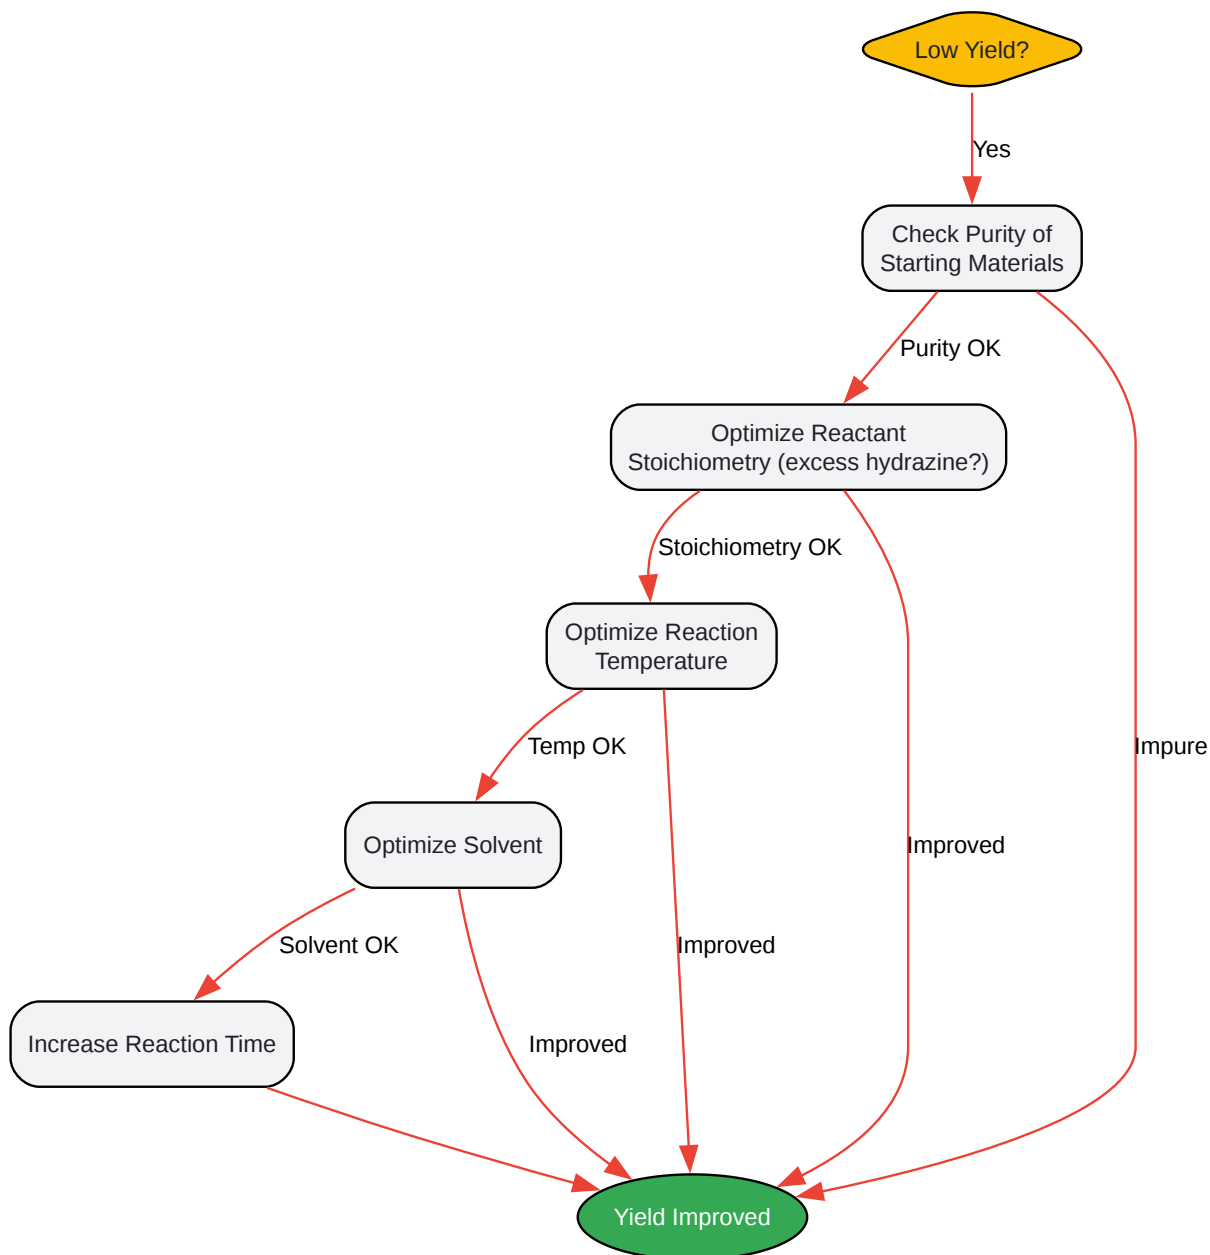 Low Yield?
Yes
Check Purity of
Starting Materials
Purity OK
Optimize Reactant
Stoichiometry (excess hydrazine?)
Stoichiometry OK
Optimize Reaction
Temperature
Temp OK
Impure
Optimize Solvent
Improved
Solvent OK
Improved
Increase Reaction Time
Improved
Yield Improved